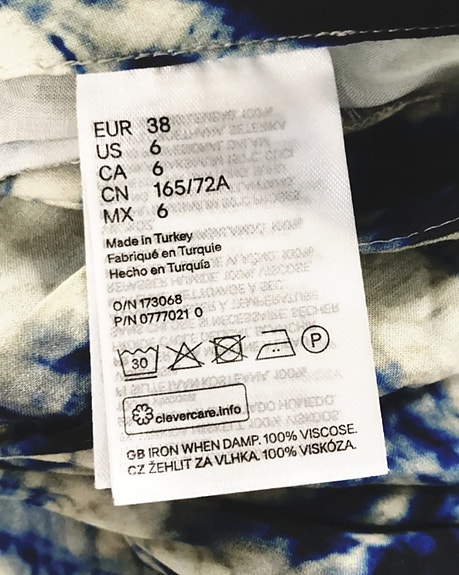 EUR 38
US 6
CA 6
CN 165/72A
MX 6
Made in Turkey
Fabriqué en Turquie
Hecho en Turquía
O/N 173068
P/N 0777021 0
30 P
clevercare.info
GB IRON WHEN DAMP. 100% VISCOSE.
CZ ŽEHLIT ZA VLHKA. 100% VISKÓZA.